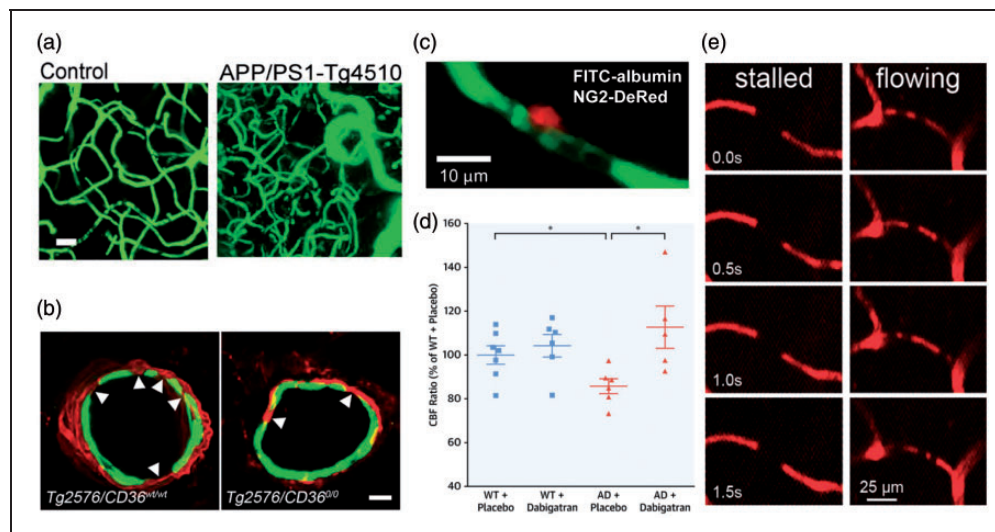 (a)
Control
APP/PS1-Tg4510
(b)
Tg2576/CD36wt/wt
Tg2576/CD360/0
(c)
FITC-albumin
NG2-DeRed
10 µm
(d)
160
140
120
100
80
60
40
CBF Ratio (% of WT + Placebo)
*
*
WT +
Placebo
WT +
Dabigatran
AD +
Placebo
AD +
Dabigatran
(e)
stalled
flowing
0.0s
0.5s
1.0s
1.5s
25 µm